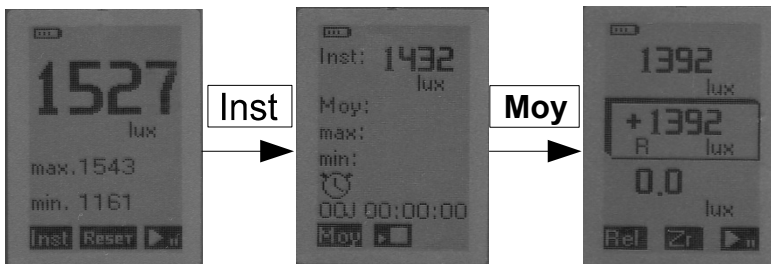 1527
lux
max.1543
min. 1161
Inst Reset
Inst
Inst: 1432
lux
Moy:
max:
min:
00J 00:00:00
Moy
Moy
1392
lux
+1392
R lux
0.0
lux
Rel Zr